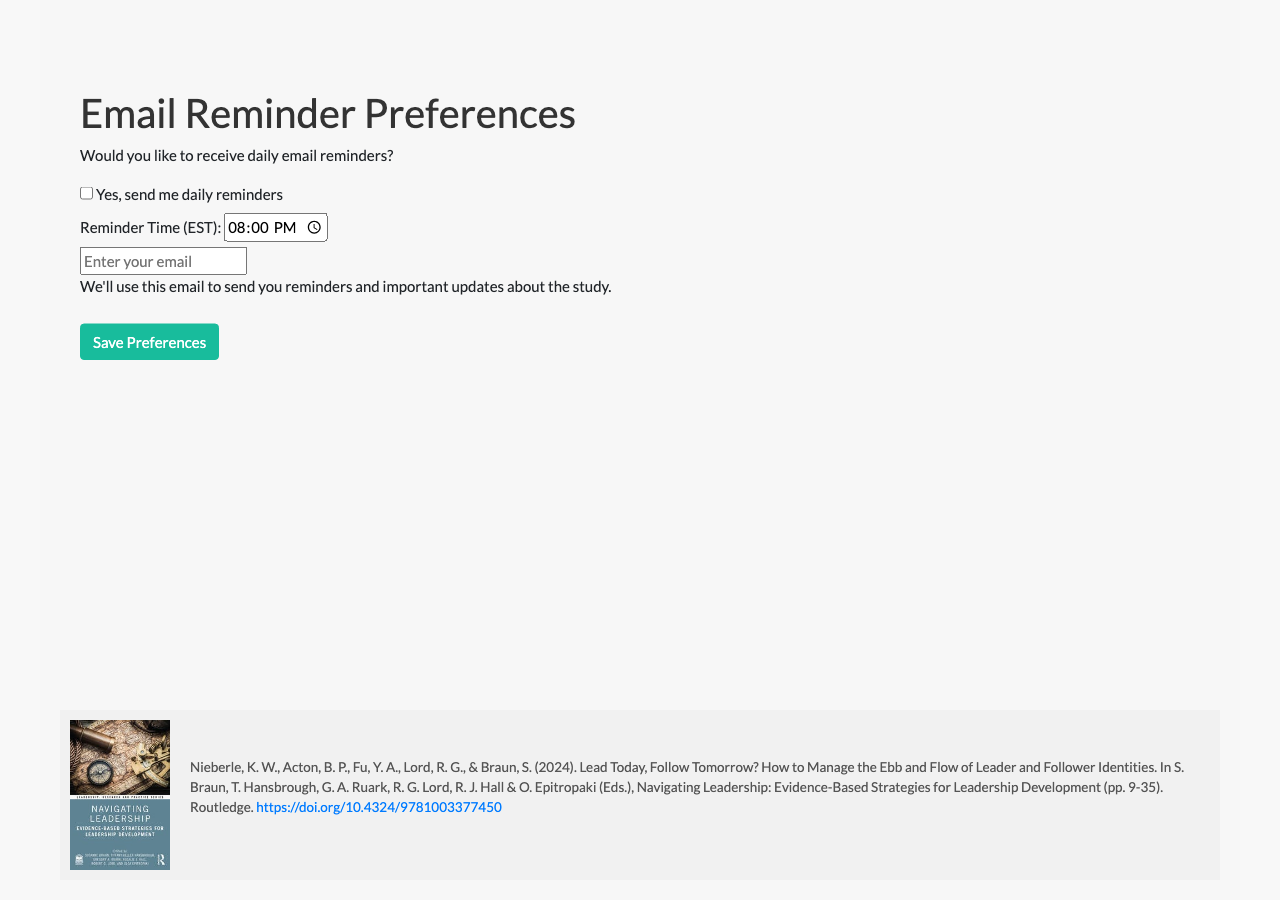 Email Reminder Preferences
Would you like to receive daily email reminders?
Yes, send me daily reminders
Reminder Time (EST): 08:00 PM
Enter your email
We'll use this email to send you reminders and important updates about the study.
Save Preferences
Nieberle, K. W., Acton, B. P., Fu, Y. A., Lord, R. G., & Braun, S. (2024). Lead Today, Follow Tomorrow? How to Manage the Ebb and Flow of Leader and Follower Identities. In S.
Braun, T. Hansbrough, G. A. Ruark, R. G. Lord, R. J. Hall & O. Epitropaki (Eds.), Navigating Leadership: Evidence-Based Strategies for Leadership Development (pp. 9-35).
Routledge. https://doi.org/10.4324/9781003377450
LEADERSHIP: RESEARCH AND PRACTICE SERIES
NAVIGATING
LEADERSHIP
EVIDENCE-BASED STRATEGIES FOR
LEADERSHIP DEVELOPMENT